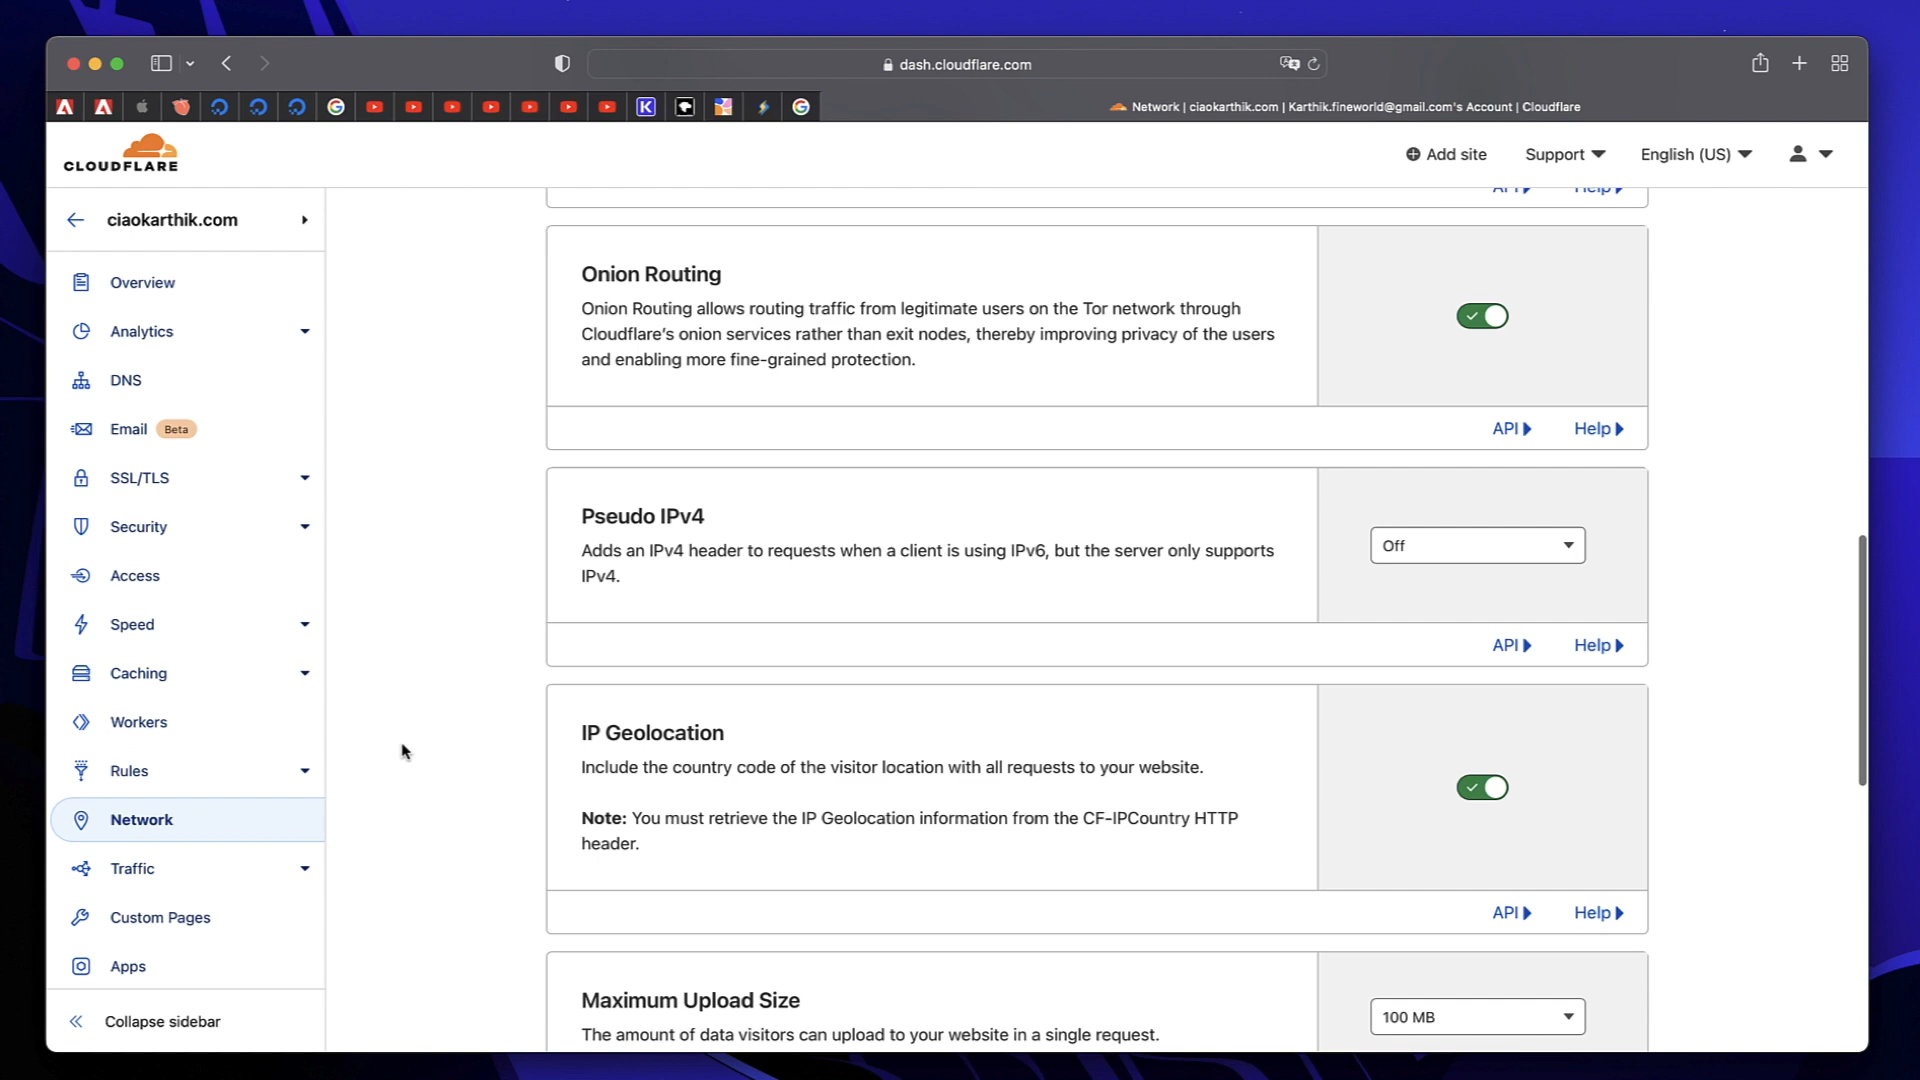 dash.cloudflare.com
Network | ciaokarthik.com | Karthik.fineworld@gmail.com's Account | Cloudflare
CLOUDFLARE
Add site
Support
English (US)
ciaokarthik.com
Overview
Analytics
DNS
Email Beta
SSL/TLS
Security
Access
Speed
Caching
Workers
Rules
Network
Traffic
Custom Pages
Apps
Collapse sidebar
API Help
Onion Routing
Onion Routing allows routing traffic from legitimate users on the Tor network through
Cloudflare's onion services rather than exit nodes, thereby improving privacy of the users
and enabling more fine-grained protection.
API Help
Pseudo IPv4
Adds an IPv4 header to requests when a client is using IPv6, but the server only supports
IPv4.
Off
API Help
IP Geolocation
Include the country code of the visitor location with all requests to your website.
Note: You must retrieve the IP Geolocation information from the CF-IPCountry HTTP
header.
API Help
Maximum Upload Size
The amount of data visitors can upload to your website in a single request.
100 MB